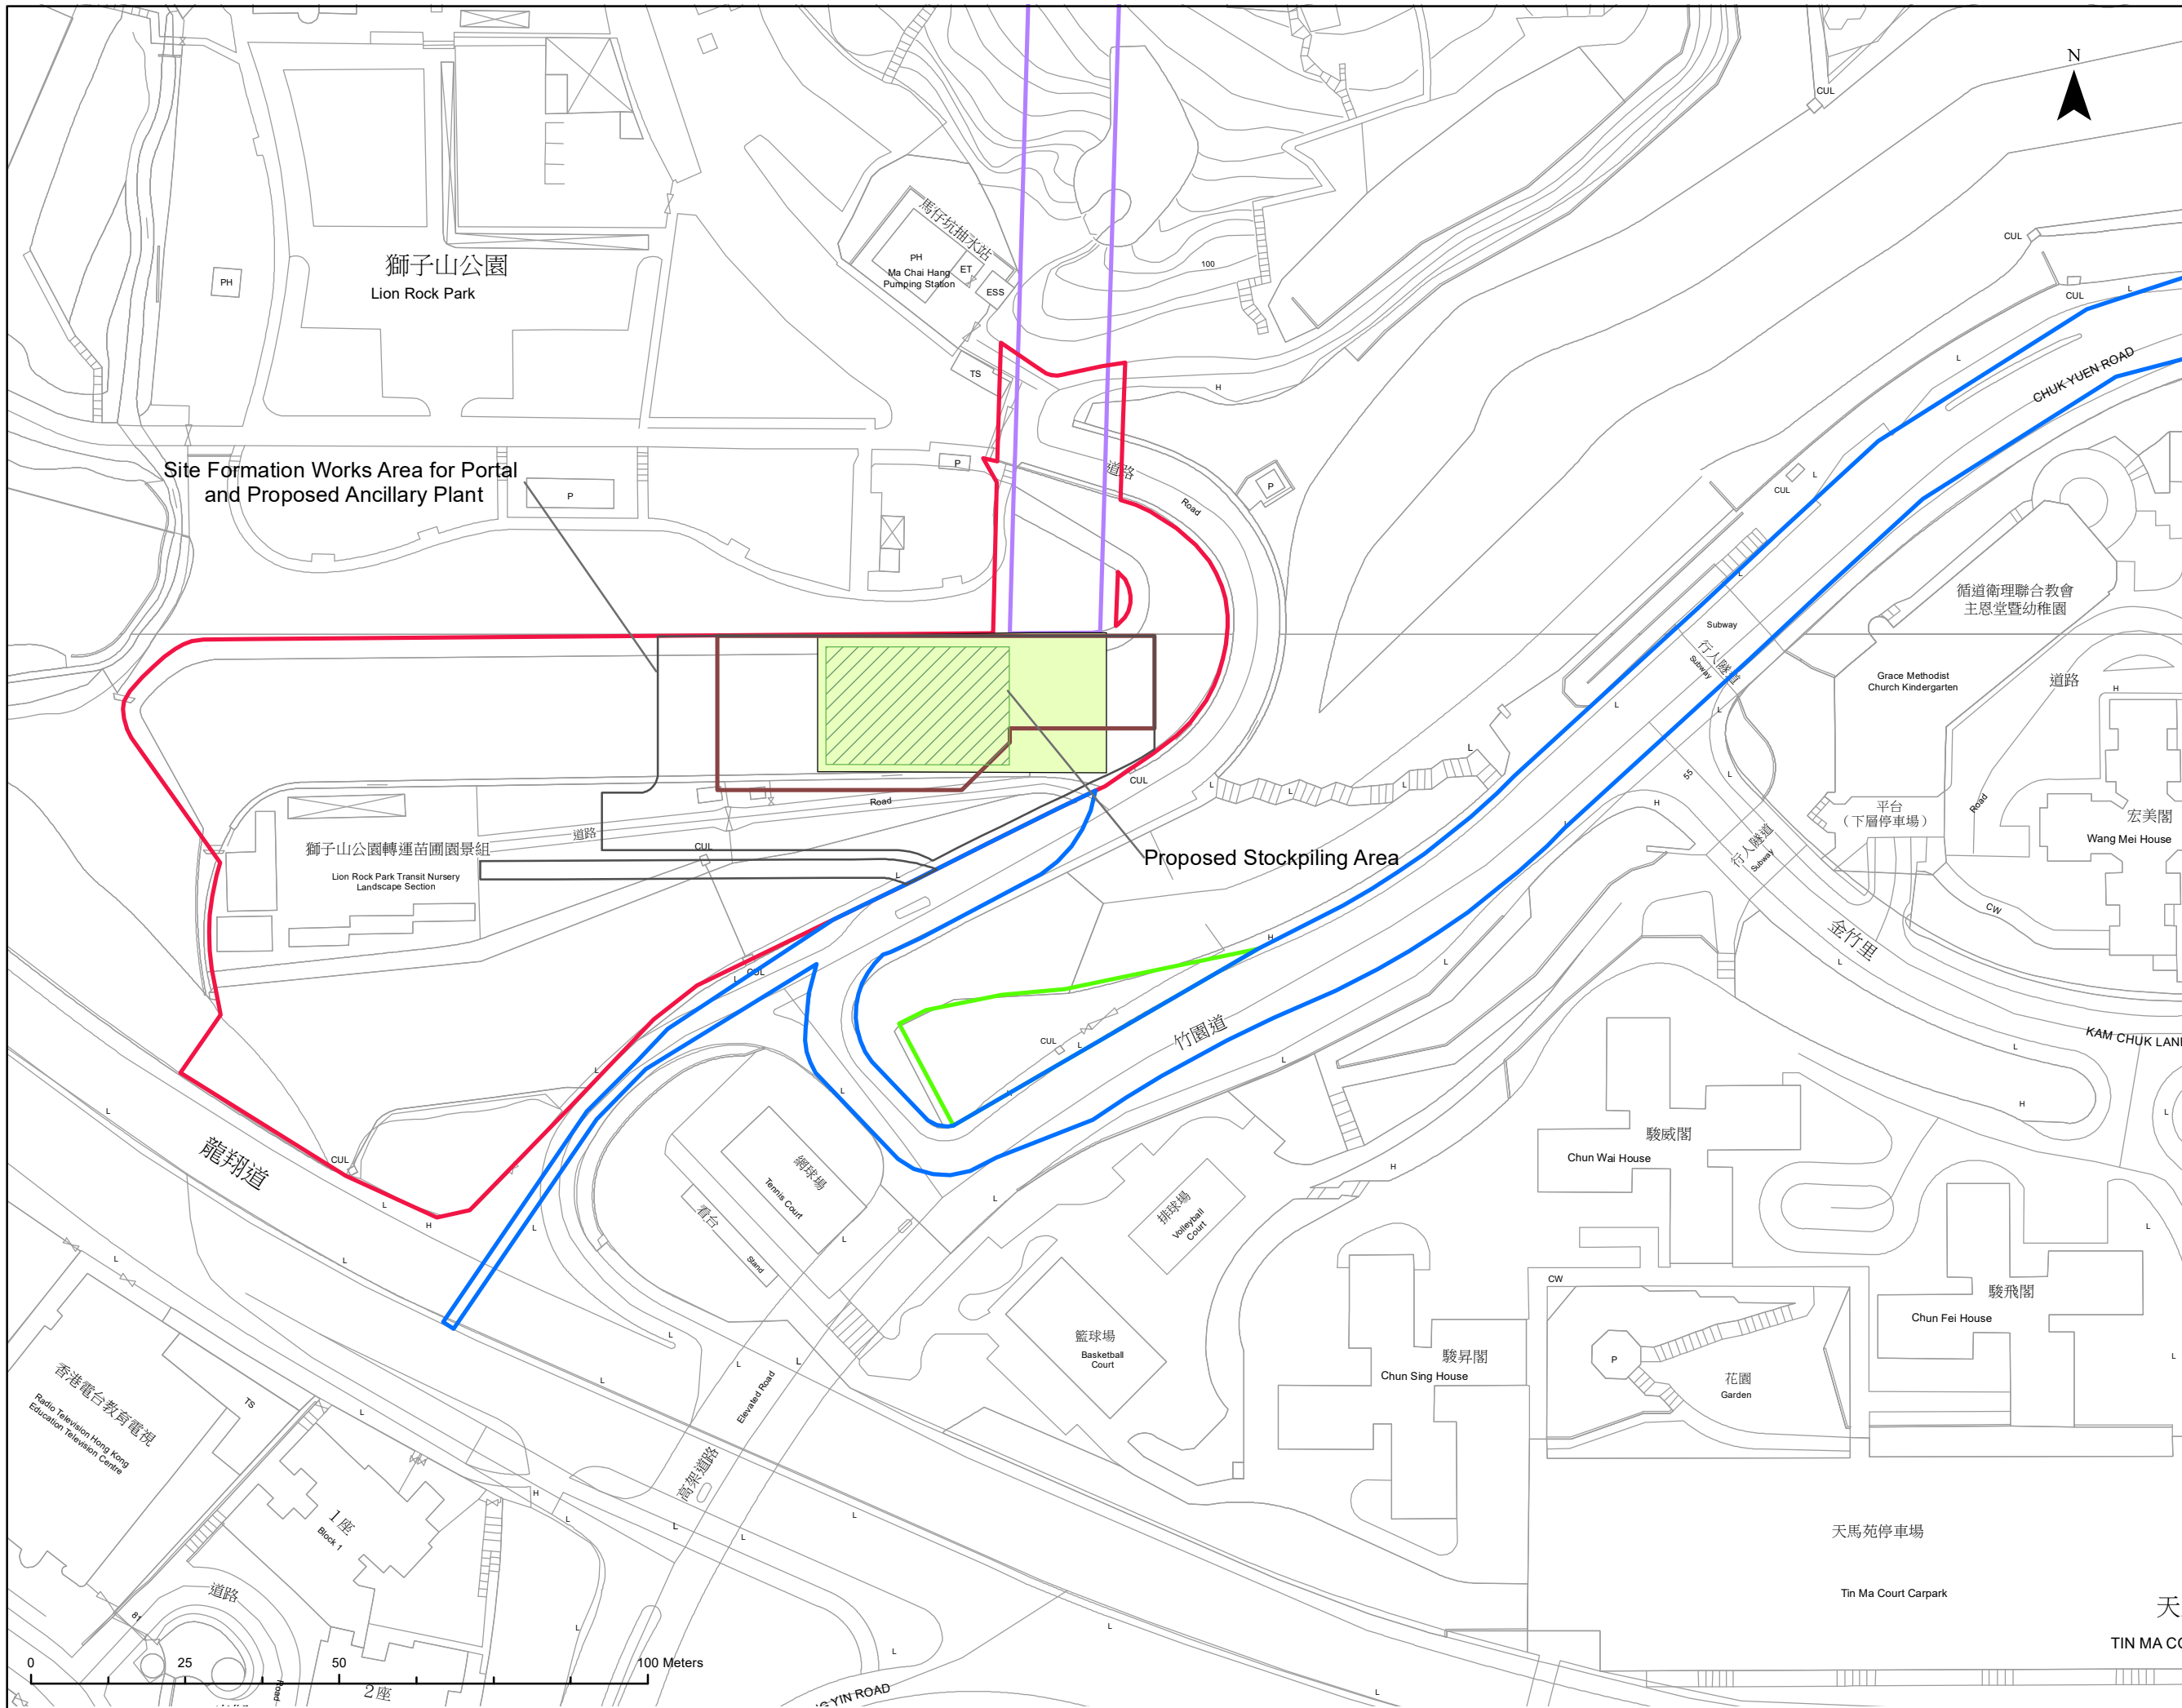 N
CUL
馬仔坑抽水站
PH
Ma Chai Hang
Pumping Station
ET
ESS
獅子山公園
Lion Rock Park
PH
100
CUL
CUL
L
L
CHUK YUEN ROAD
TS
H
Site Formation Works Area for Portal
and Proposed Ancillary Plant
P
P
道路
Road
P
CUL
L
L
循道衛理聯合教會
主恩堂暨幼稚園
Subway
行人隧道
Subway
Grace Methodist
Church Kindergarten
道路
H
L
L
L
CUL
L
L
L
55
L
H
Road
道路
Road
平台
（下層停車場）
宏美閣
Wang Mei House
獅子山公園轉運苗圃園景組
Lion Rock Park Transit Nursery
Landscape Section
CUL
L
Proposed Stockpiling Area
行人隧道
Subway
CW
金竹里
L
H
L
CUL
L
竹園道
CUL
L
L
L
L
L
KAM CHUK LAN
L
H
L
龍翔道
CUL
L
L
H
L
網球場
Tennis Court
看台
Stand
L
L
排球場
Volleyball
Court
H
駿威閣
Chun Wai House
L
L
L
CW
駿飛閣
Chun Fei House
L
籃球場
Basketball
Court
駿昇閣
Chun Sing House
P
花園
Garden
L
L
L
L
Elevated Road
高架道路
香港電台教育電視
Radio Television Hong Kong
Education Television Centre
TS
L
1座
Block 1
H
L
L
L
L
天馬苑停車場
Tin Ma Court Carpark
天
TIN MA CO
道路
81
Road
L
L
L
L
0
25
50
100 Meters
2座
G YIN ROAD